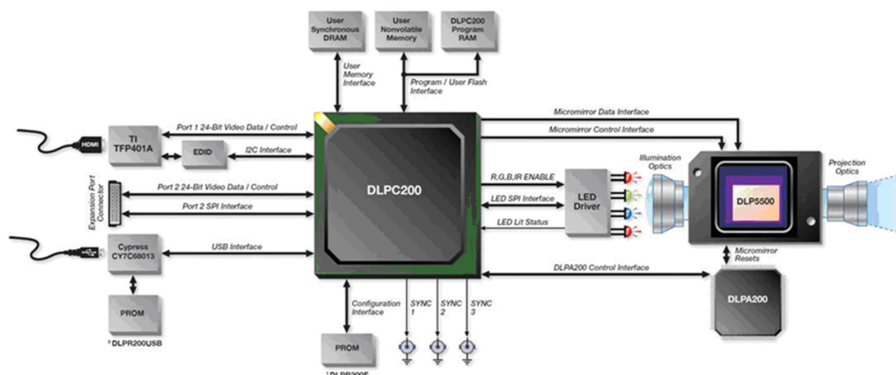 User
Synchronous
DRAM
User
Nonvolatile
Memory
DLPC200
Program
RAM
User
Memory
Interface
Program / User Flash
Interface
HDMI
TI
TFP401A
Port 1 24-Bit Video Data / Control
EDID
I2C Interface
Expansion Port
Connector
Port 2 24-Bit Video Data / Control
Port 2 SPI Interface
Cypress
CY7C68013
USB Interface
PROM
DLPR200USB
DLPC200
Configuration
Interface
PROM
SYNC
1
SYNC
2
SYNC
3
Micromirror Data Interface
Micromirror Control Interface
R,G,B,IR ENABLE
LED SPI Interface
LED Lit Status
LED
Driver
Illumination
Optics
DLP5500
Projection
Optics
Micromirror
Resets
DLPA200 Control Interface
DLPA200